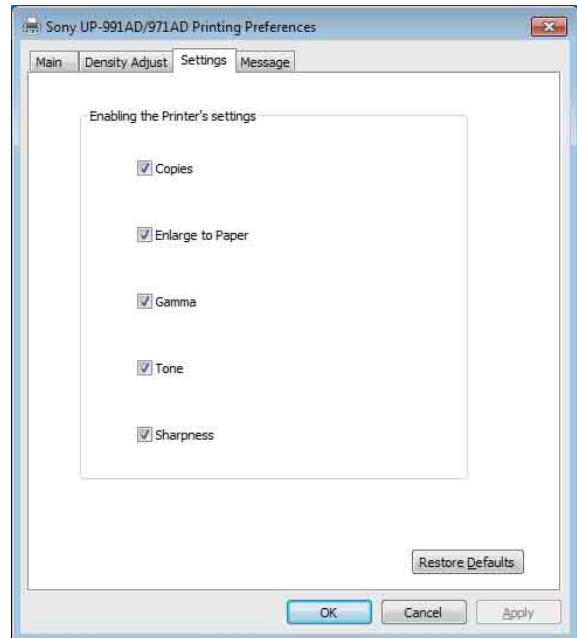 Sony UP-991AD/971AD Printing Preferences
Main Density Adjust Settings Message
Enabling the Printer's settings
Copies
Enlarge to Paper
Gamma
Tone
Sharpness
Restore Defaults
OK Cancel Apply